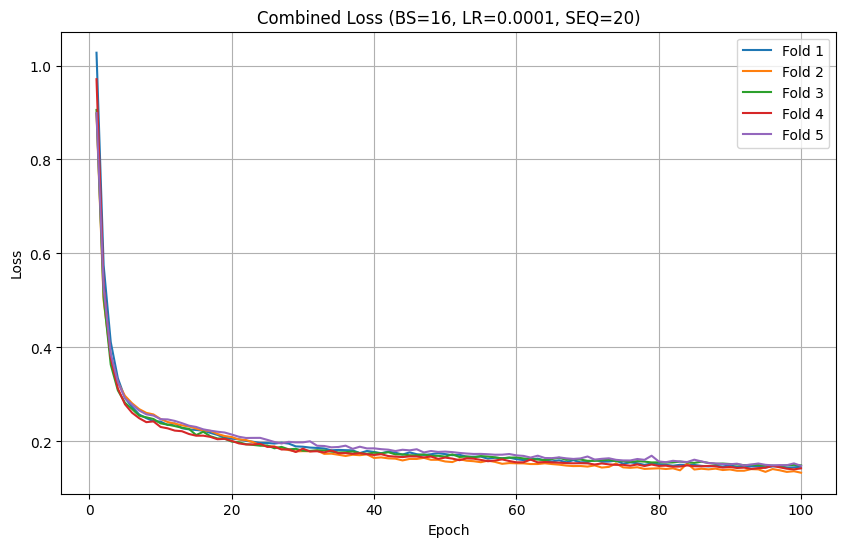 Combined Loss (BS=16, LR=0.0001, SEQ=20)
Fold 1
Fold 2
Fold 3
Fold 4
Fold 5
1.0
0.8
0.6
0.4
0.2
Loss
0 20 40 60 80 100
Epoch